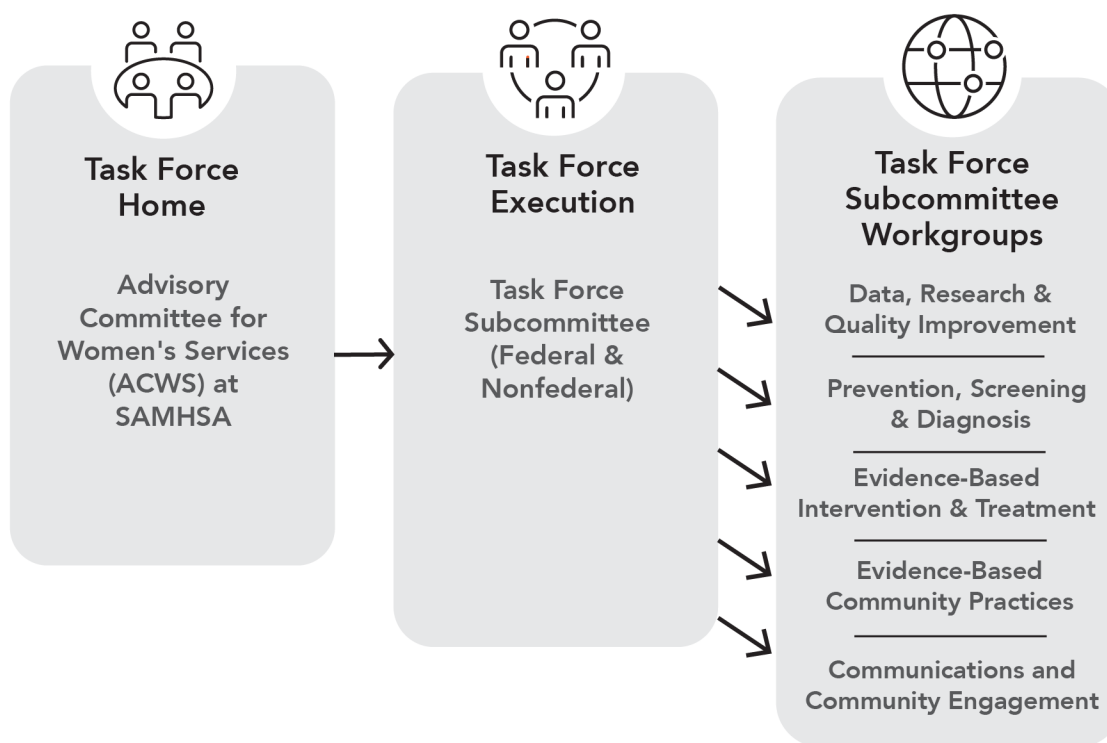 Task Force
Home
Advisory
Committee for
Women's Services
(ACWS) at
SAMHSA
Task Force
Execution
Task Force
Subcommittee
(Federal &
Nonfederal)
Task Force
Subcommittee
Workgroups
Data, Research &
Quality Improvement
Prevention, Screening
& Diagnosis
Evidence-Based
Intervention & Treatment
Evidence-Based
Community Practices
Communications and
Community Engagement